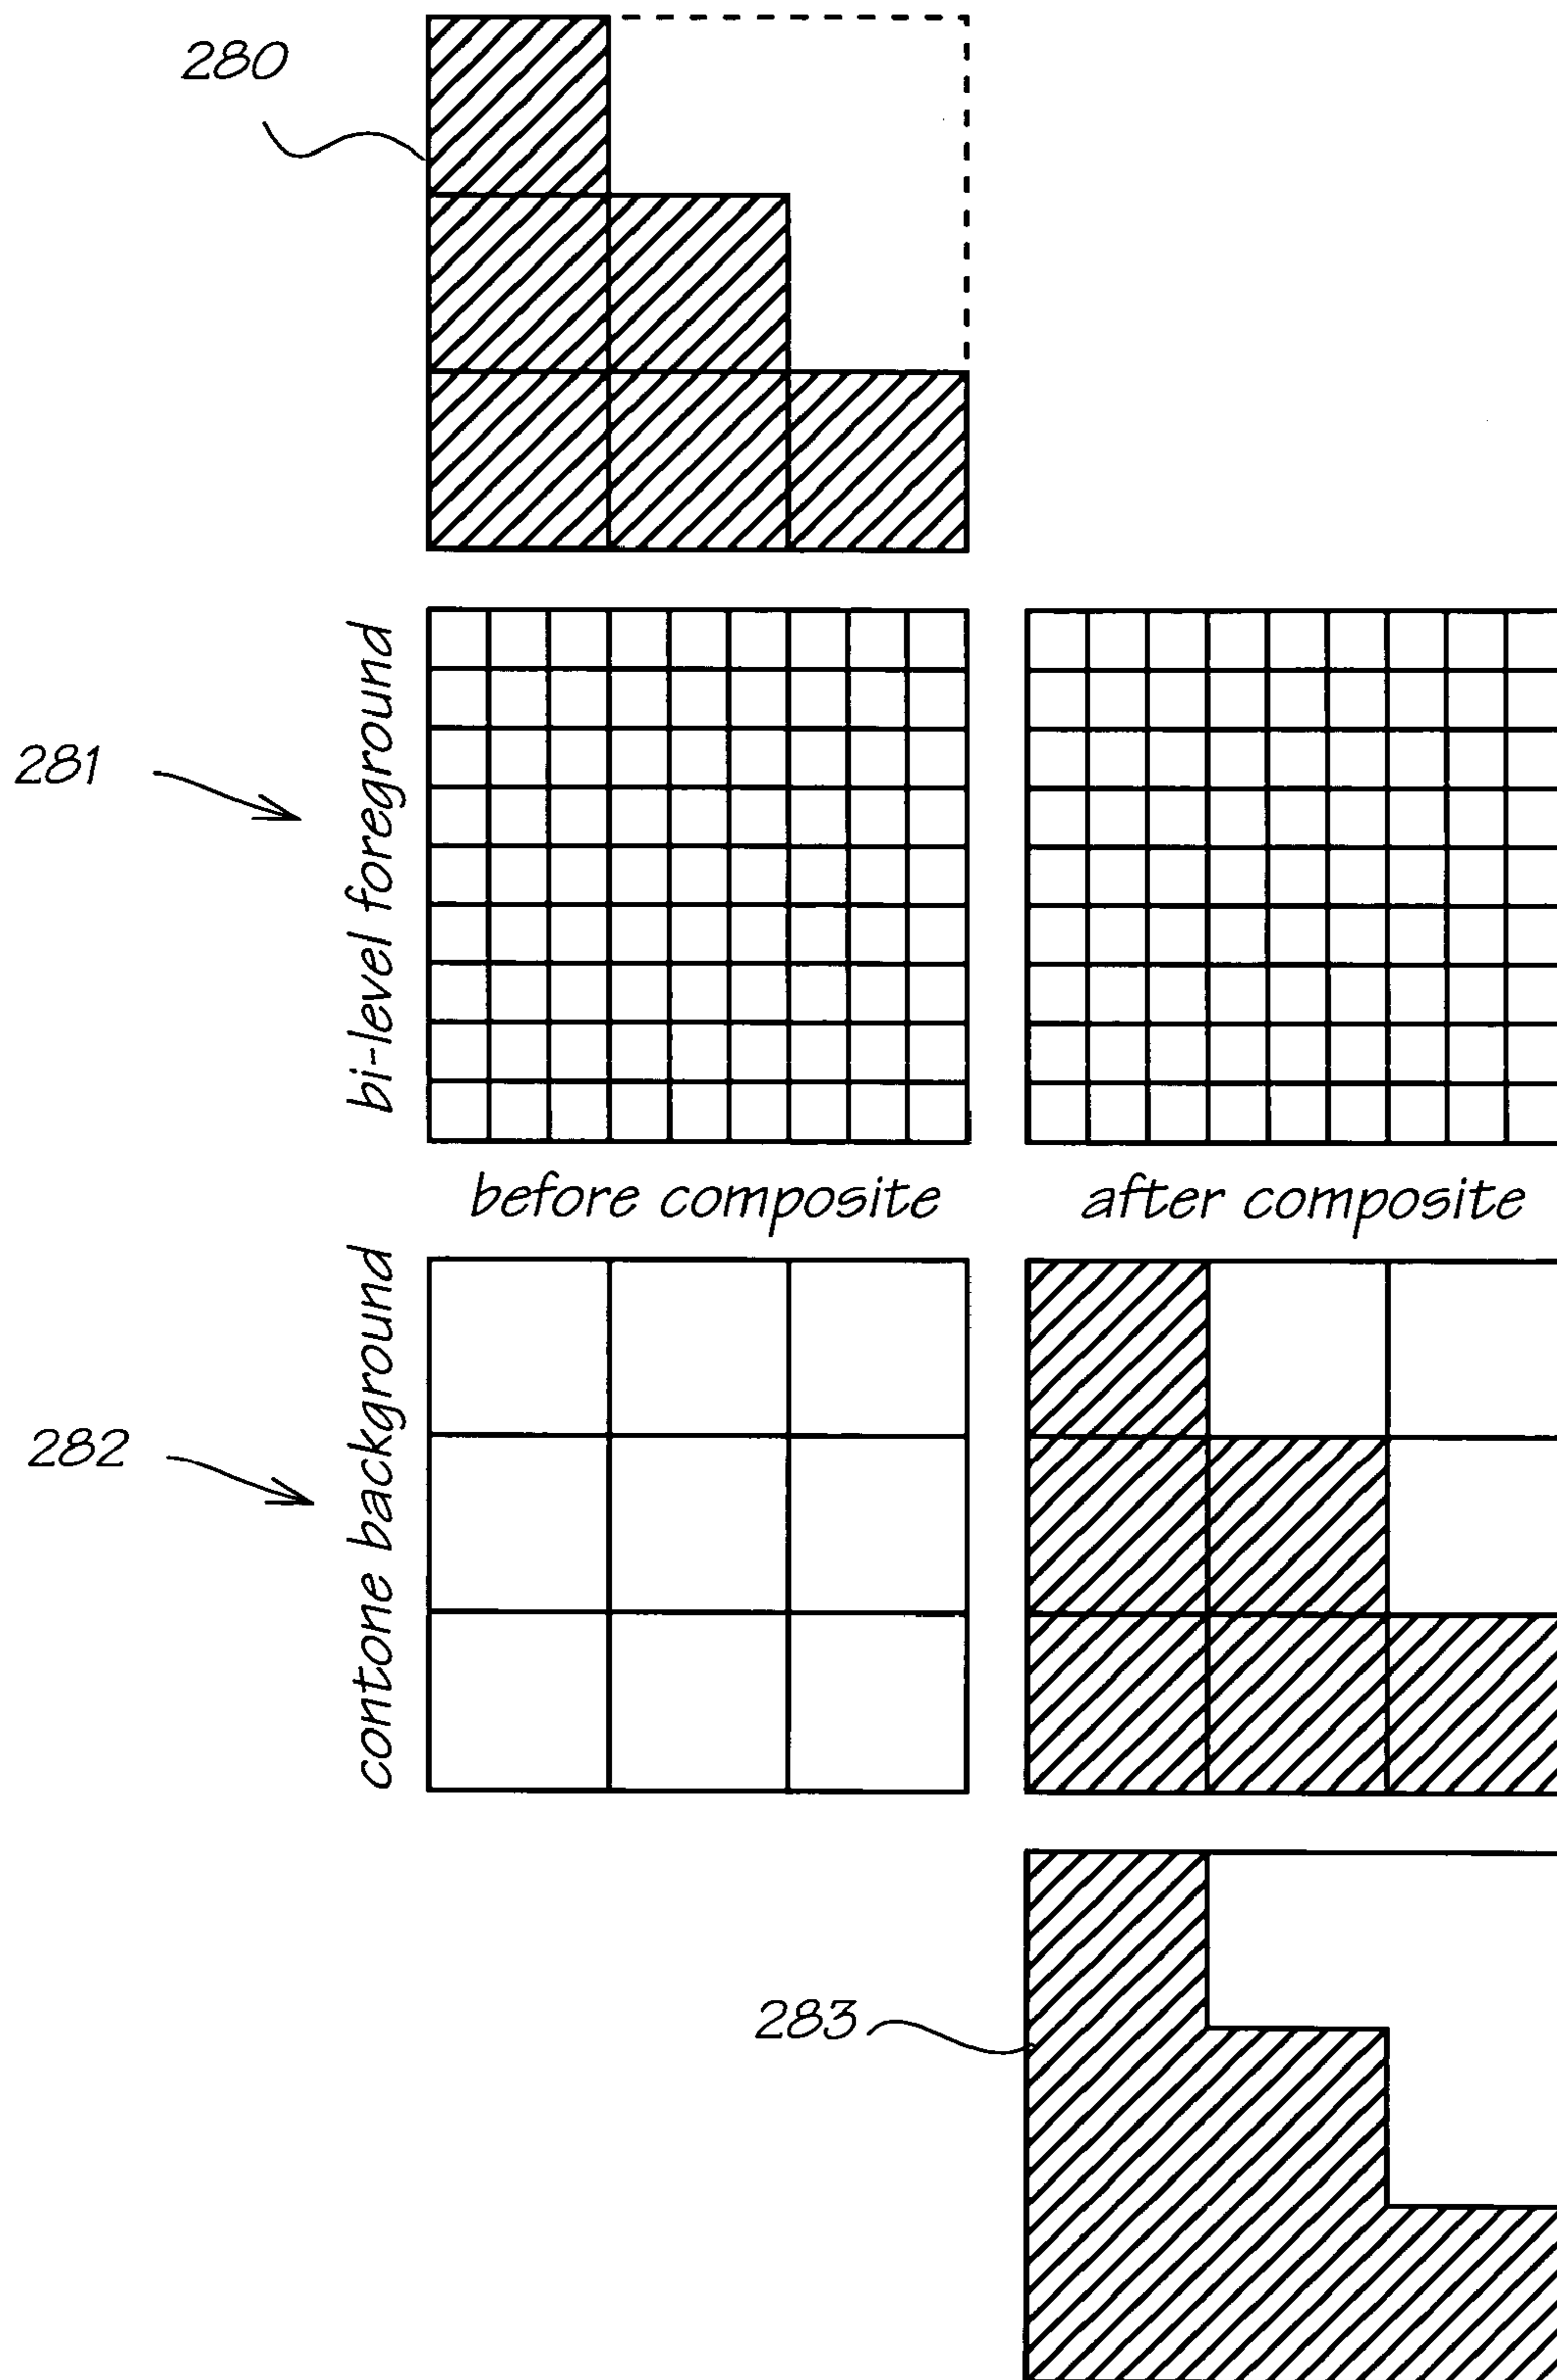 280
281
bi-level foreground
before composite
after composite
282
contone background
283